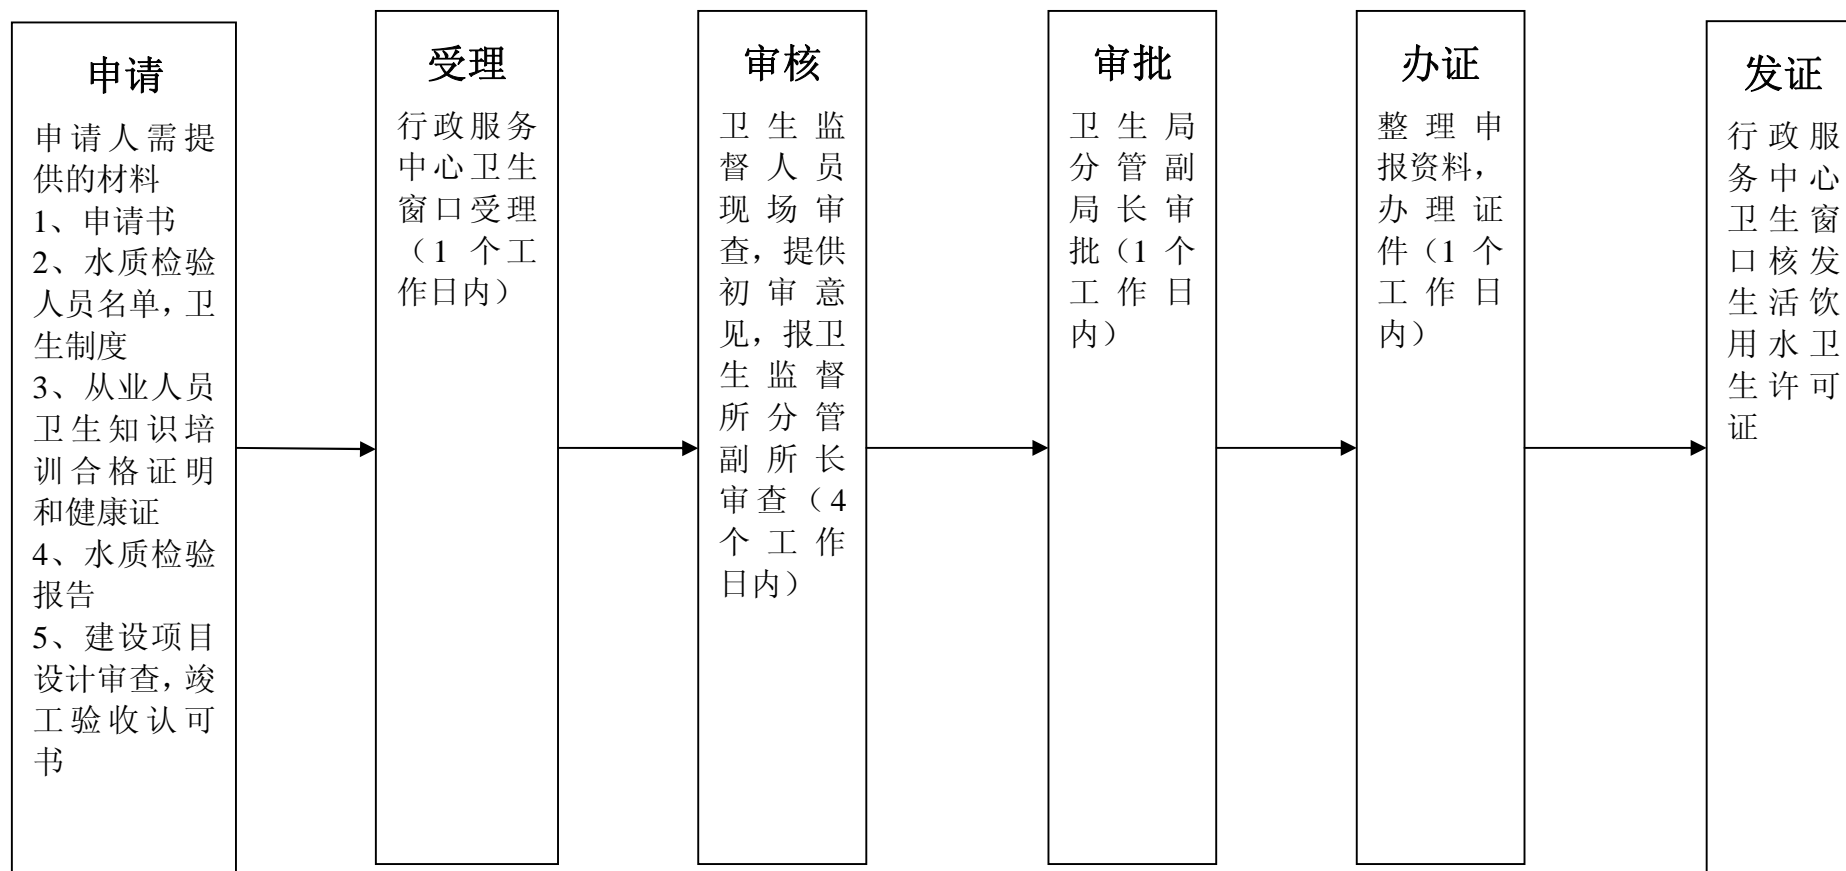 申请
申请人需提
供的材料
1、申请书
2、水质检验
人员名单，卫
生制度
3、从业人员
卫生知识培
训合格证明
和健康证
4、水质检验
报告
5、建设项目
设计审查，竣
工验收认可
书
受理
行政服务
中心卫生
窗口受理
（1 个工
作日内）
审核
卫生监
督人员
现场审
查，提供
初审意
见，报卫
生监督
所分管
副所长
审查（4
个工作
日内）
审批
卫生局
分管副
局长审
批（1 个
工作日
内）
办证
整理申
报资料，
办理证
件（1 个
工作日
内）
发证
行政服
务中心
卫生窗
口核发
生活饮
用水卫
生许可
证